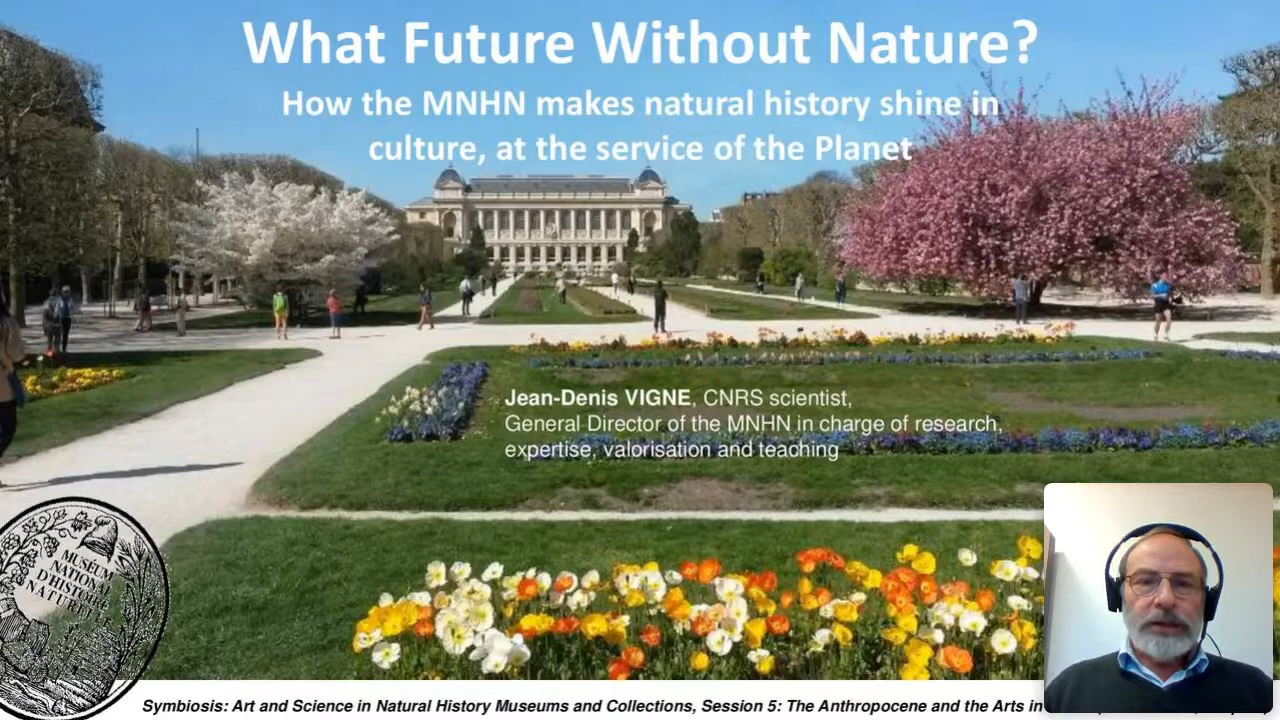 What Future Without Nature?
How the MNHN makes natural history shine in
culture, at the service of the Planet
Jean-Denis VIGNE, CNRS scientist,
General Director of the MNHN in charge of research,
expertise, valorisation and teaching
MUSÉUM
NATIONAL
D'HISTOIRE
NATURELLE
Symbiosis: Art and Science in Natural History Museums and Collections, Session 5: The Anthropocene and the Arts in